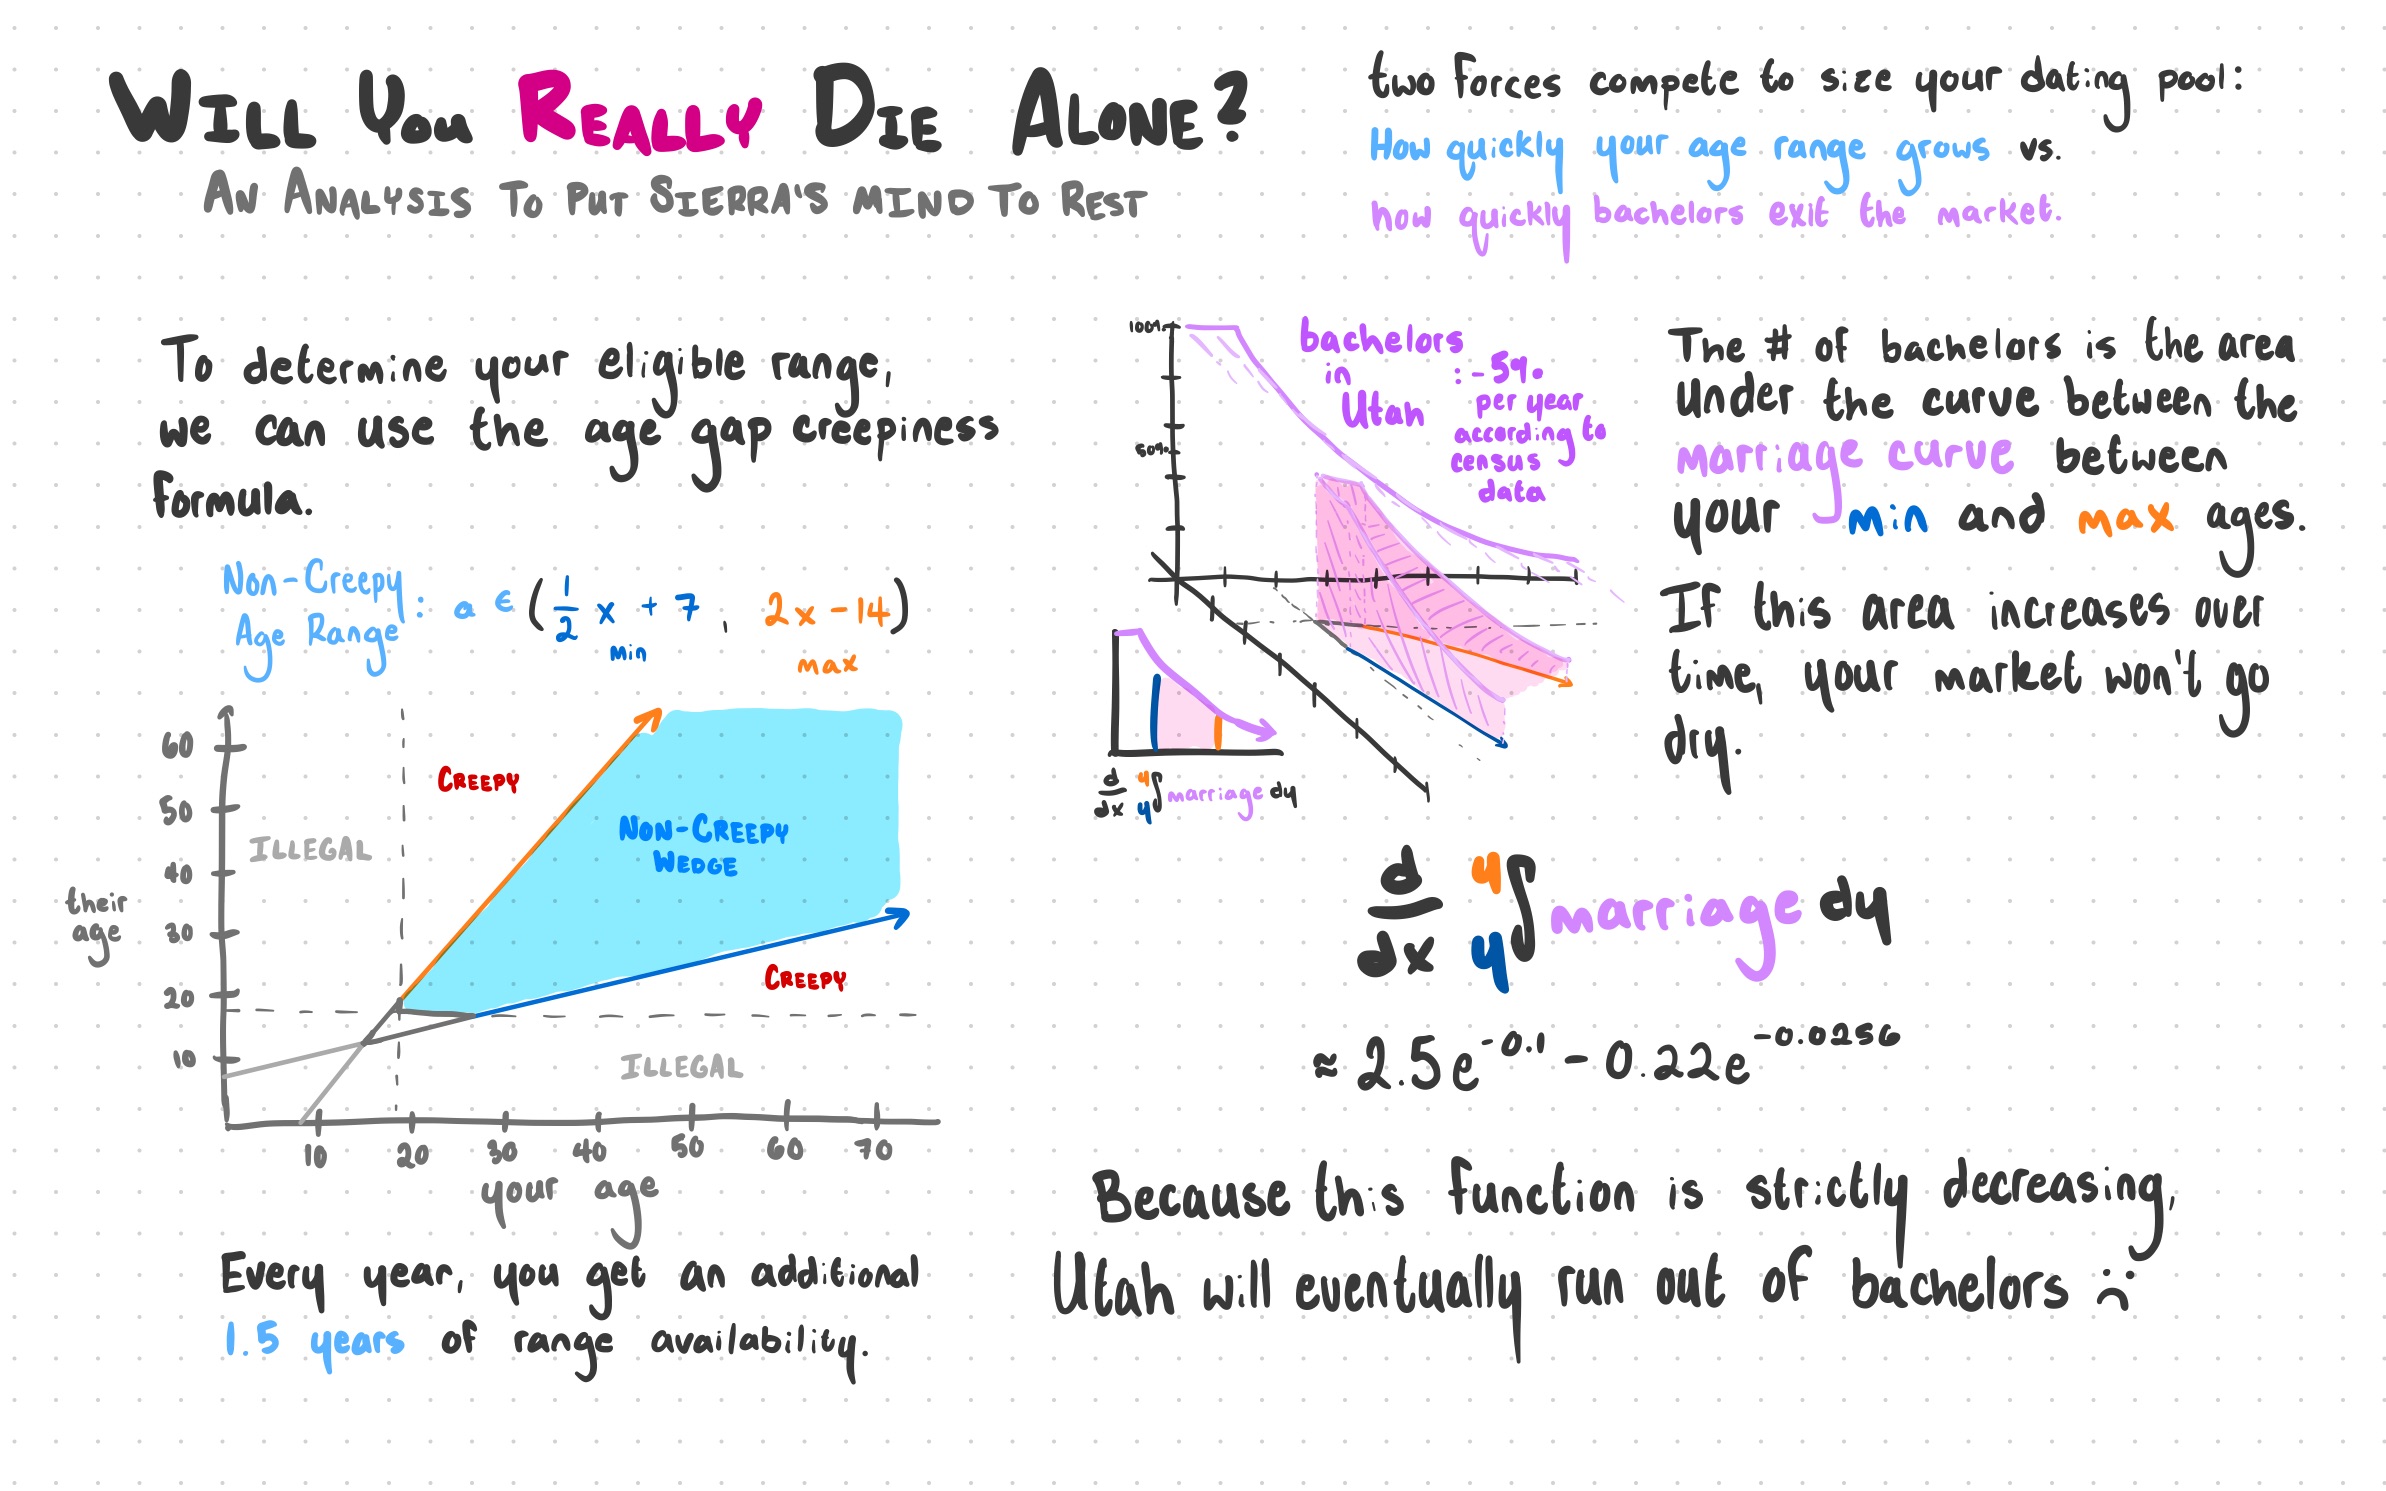 WILL YOU REALLY DIE ALONE?
AN ANALYSIS TO PUT SIERRA'S MIND TO REST
two forces compete to size your dating pool:
How quickly your age range grows vs.
how quickly bachelors exit the market.
To determine your eligible range,
we can use the age gap creepiness
formula.
Non-Creepy
Age Range: a ∈ (1/2 x + 7, 2x - 14)
min
max
60
50
40
30
20
10
their
age
ILLEGAL
CREEPY
NON-CREEPY
WEDGE
CREEPY
ILLEGAL
10 20 30 40 50 60 70
your age
Every year, you get an additional
1.5 years of range availability.
100%
50%
bachelors
in
Utah
: -5%
per year
according to
census
data
d/dx y∫y marriage dy
The # of bachelors is the area
under the curve between the
marriage curve between
your min and max ages.
If this area increases over
time, your market won't go
dry.
d/dx y∫y marriage dy
≈ 2.5e^-0.1 - 0.22e^-0.0256
Because this function is strictly decreasing,
Utah will eventually run out of bachelors :(